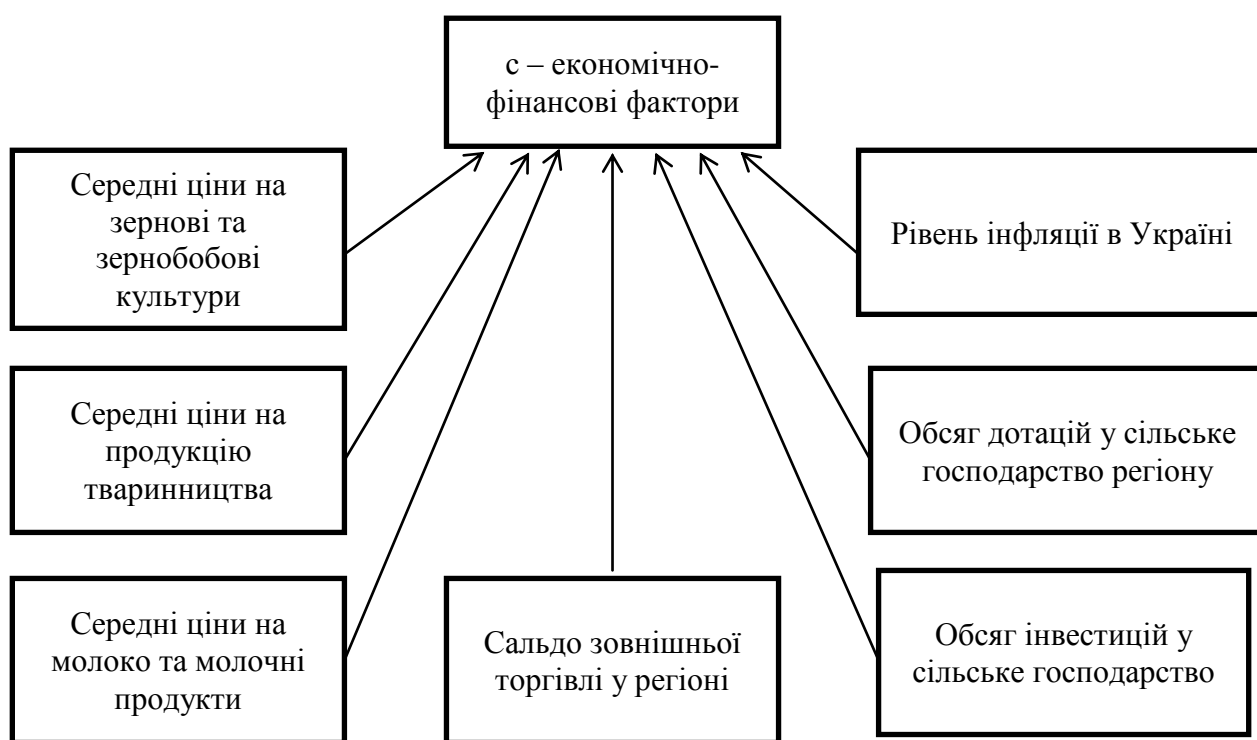 с – економічно-
фінансові фактори
Середні ціни на
зернові та
зернобобові
культури
Рівень інфляції в Україні
Середні ціни на
продукцію
тваринництва
Обсяг дотацій у сільське
господарство регіону
Середні ціни на
молоко та молочні
продукти
Сальдо зовнішньої
торгівлі у регіоні
Обсяг інвестицій у
сільське господарство